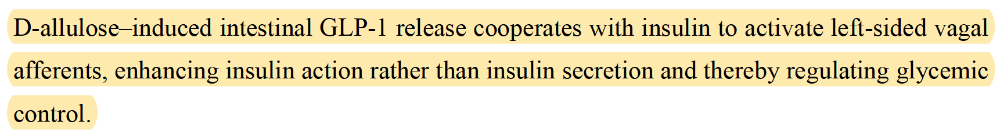 D-allulose–induced intestinal GLP-1 release cooperates with insulin to activate left-sided vagal
afferents, enhancing insulin action rather than insulin secretion and thereby regulating glycemic
control.